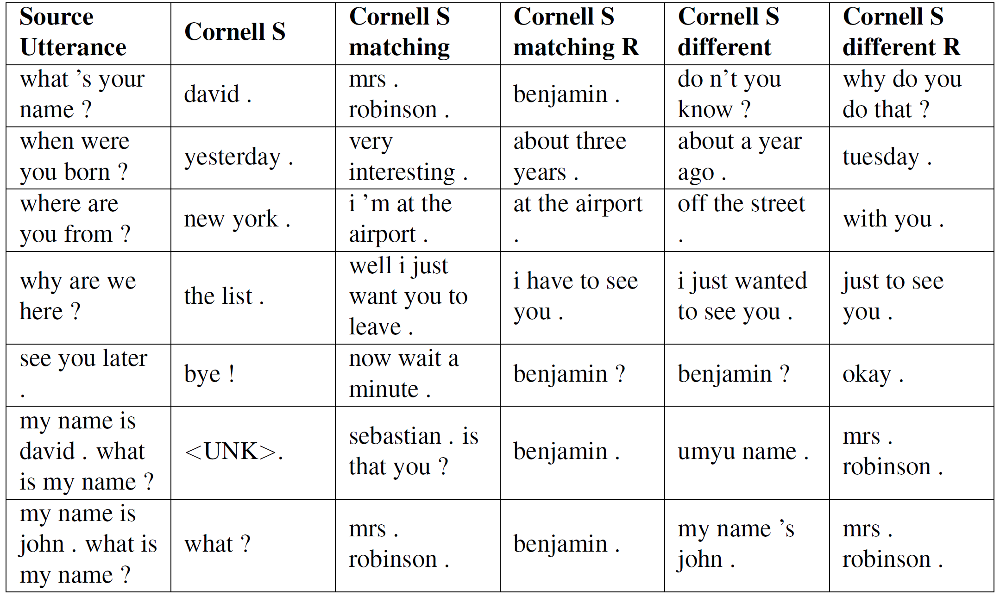 Source Utterance | Cornell S | Cornell S matching | Cornell S matching R | Cornell S different | Cornell S different R
what ’s your name ? | david . | mrs . robinson . | benjamin . | do n’t you know ? | why do you do that ?
when were you born ? | yesterday . | very interesting . | about three years . | about a year ago . | tuesday .
where are you from ? | new york . | i ’m at the airport . | at the airport . | off the street . | with you .
why are we here ? | the list . | well i just want you to leave . | i have to see you . | i just wanted to see you . | just to see you .
see you later . | bye ! | now wait a minute . | benjamin ? | benjamin ? | okay .
my name is david . what is my name ? | <UNK>. | sebastian . is that you ? | benjamin . | umyu name . | mrs . robinson .
my name is john . what is my name ? | what ? | mrs . robinson . | benjamin . | my name ’s john . | mrs . robinson .